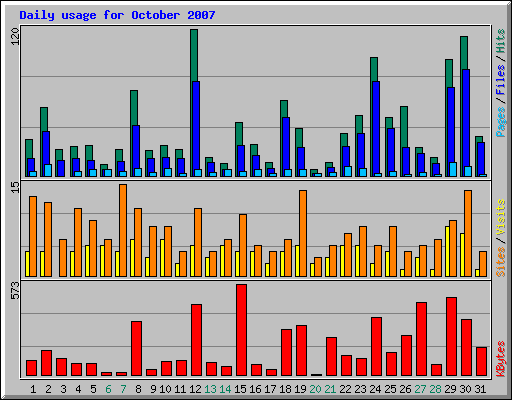 Daily usage for October 2007
120
15
573
Pages / Files / Hits
Sites / Visits
KBytes
1 2 3 4 5 6 7 8 9 10 11 12 13 14 15 16 17 18 19 20 21 22 23 24 25 26 27 28 29 30 31